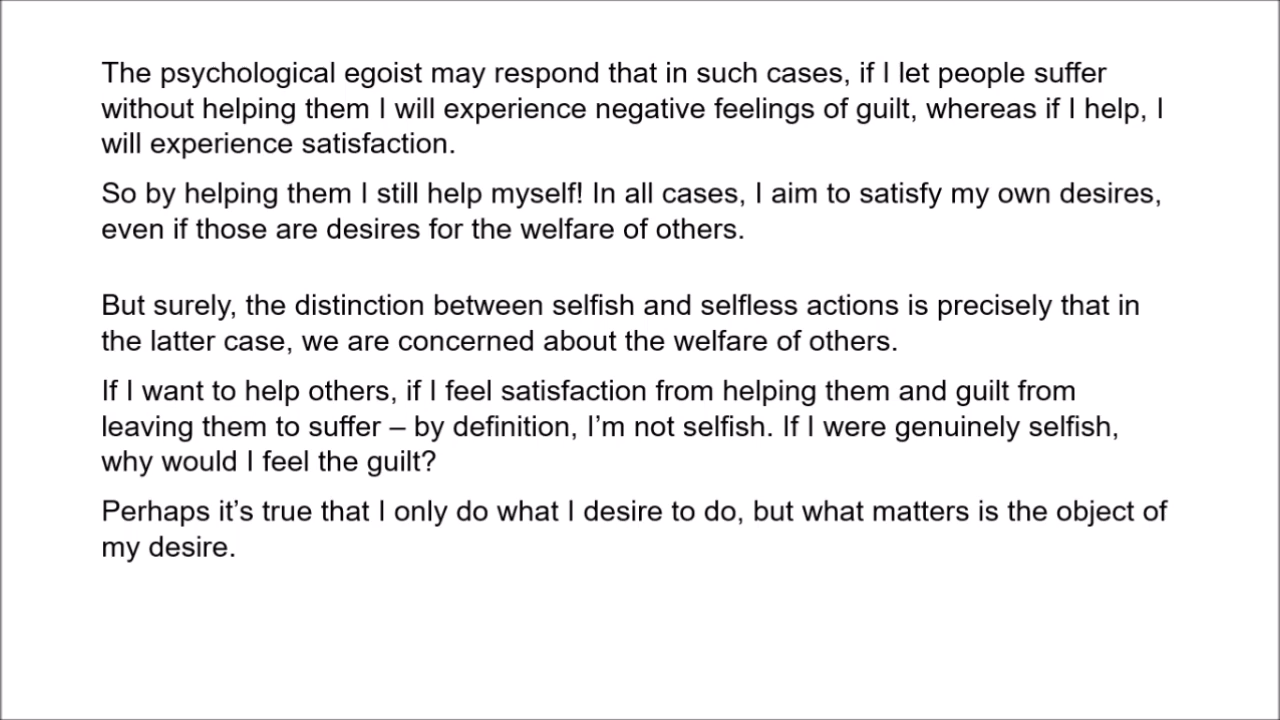 The psychological egoist may respond that in such cases, if I let people suffer
without helping them I will experience negative feelings of guilt, whereas if I help, I
will experience satisfaction.
So by helping them I still help myself! In all cases, I aim to satisfy my own desires,
even if those are desires for the welfare of others.
But surely, the distinction between selfish and selfless actions is precisely that in
the latter case, we are concerned about the welfare of others.
If I want to help others, if I feel satisfaction from helping them and guilt from
leaving them to suffer – by definition, I’m not selfish. If I were genuinely selfish,
why would I feel the guilt?
Perhaps it’s true that I only do what I desire to do, but what matters is the object of
my desire.